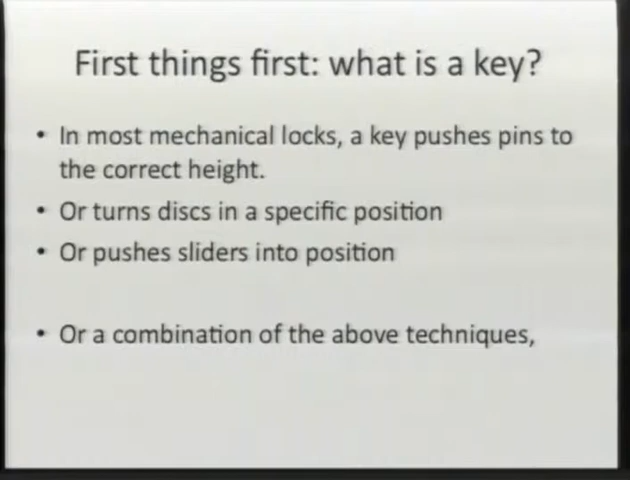 First things first: what is a key?
• In most mechanical locks, a key pushes pins to
the correct height.
• Or turns discs in a specific position
• Or pushes sliders into position
• Or a combination of the above techniques,